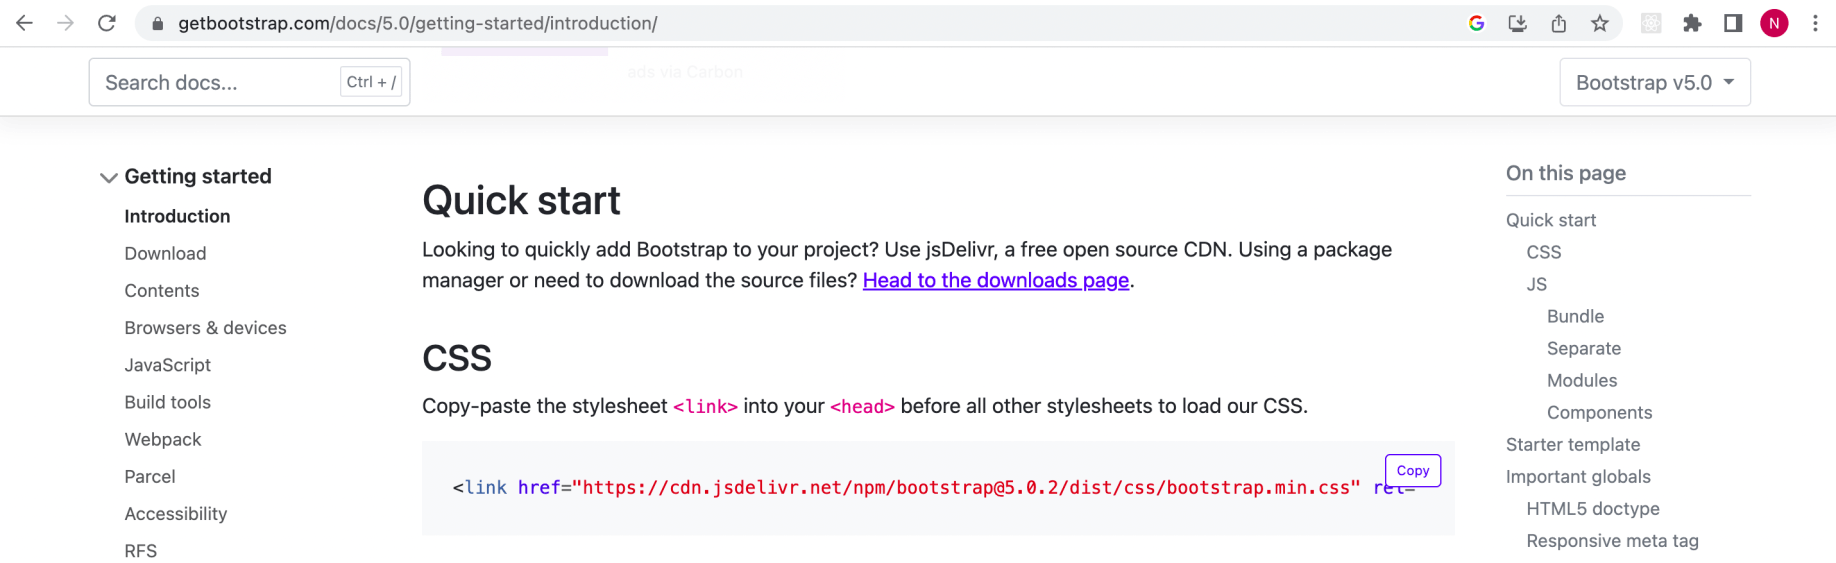 getbootstrap.com/docs/5.0/getting-started/introduction/
N
Search docs...
Ctrl + /
ads via Carbon
Bootstrap v5.0
Getting started
Introduction
Download
Contents
Browsers & devices
JavaScript
Build tools
Webpack
Parcel
Accessibility
RFS
Quick start
Looking to quickly add Bootstrap to your project? Use jsDelivr, a free open source CDN. Using a package
manager or need to download the source files? Head to the downloads page.
CSS
Copy-paste the stylesheet <link> into your <head> before all other stylesheets to load our CSS.
Copy
<link href="https://cdn.jsdelivr.net/npm/bootstrap@5.0.2/dist/css/bootstrap.min.css" rel=
On this page
Quick start
CSS
JS
Bundle
Separate
Modules
Components
Starter template
Important globals
HTML5 doctype
Responsive meta tag